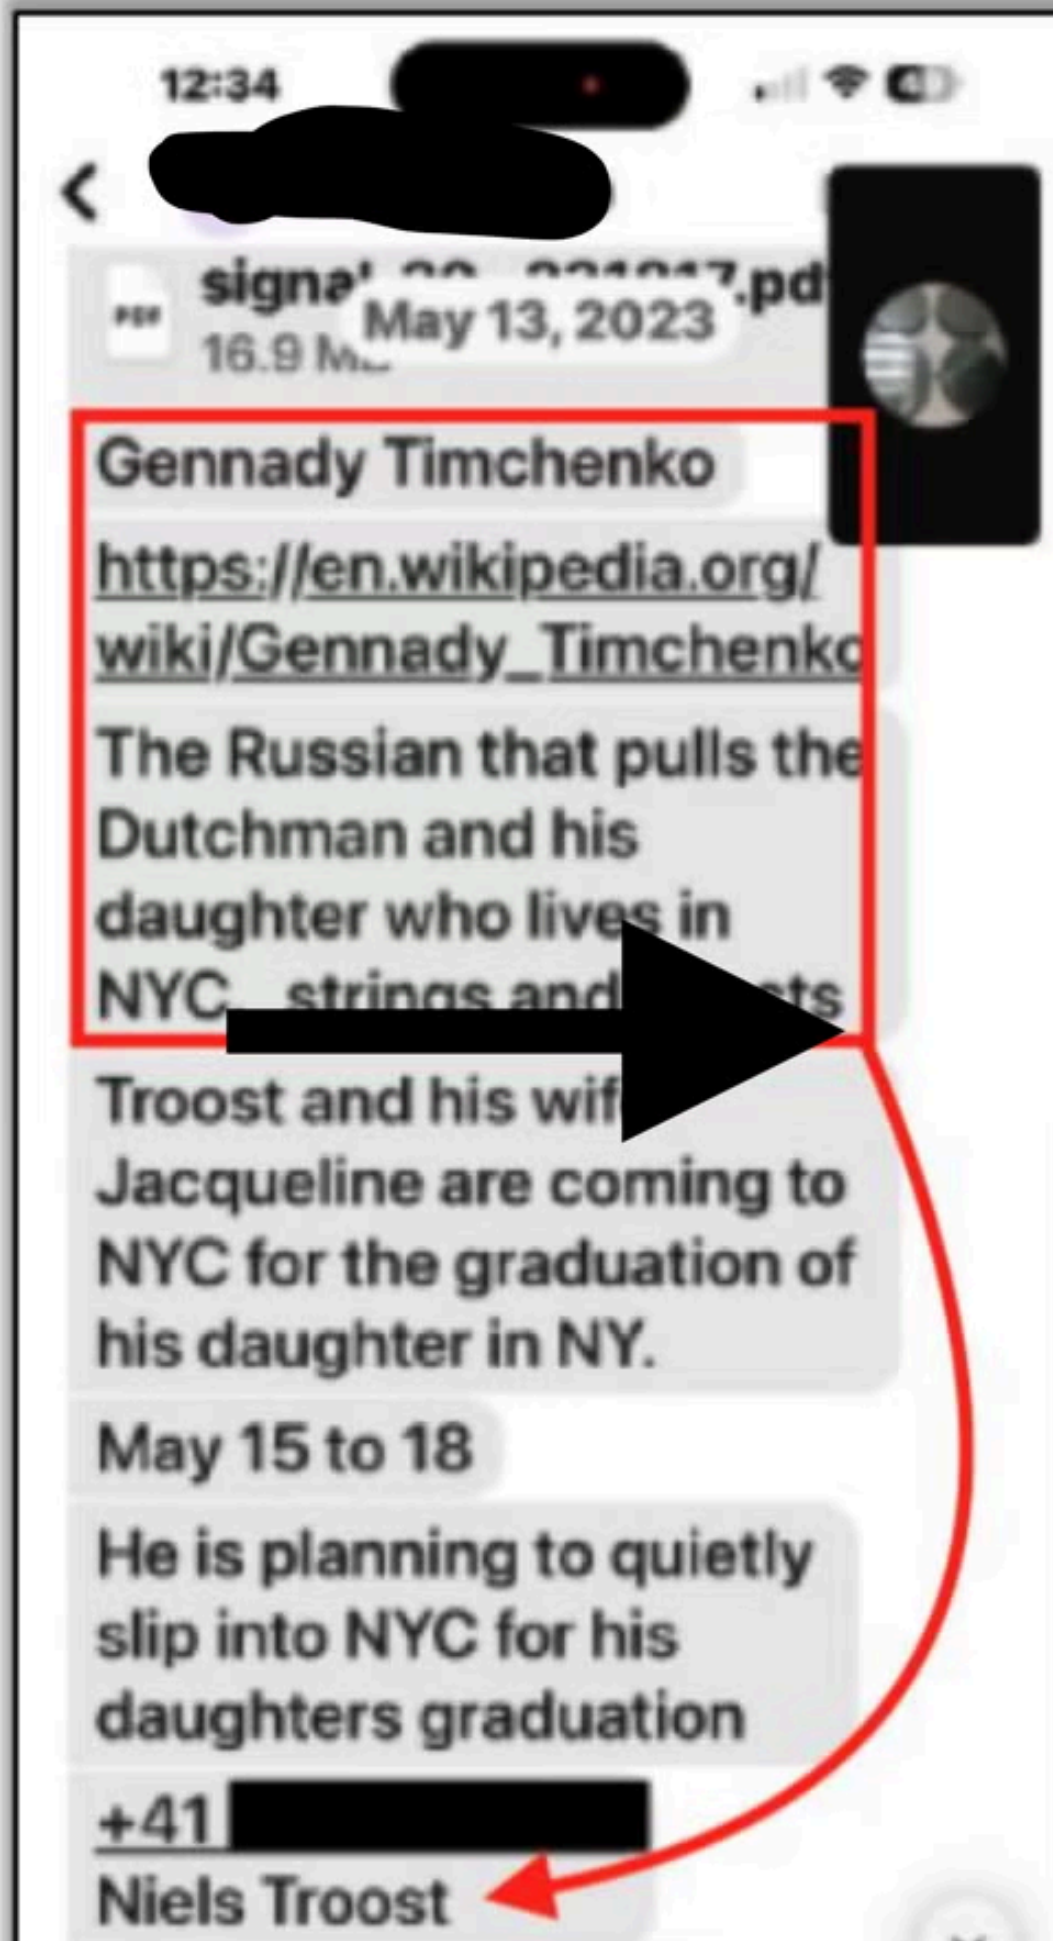 12:34
May 13, 2023
16.9
PDF
Gennady Timchenko
https://en.wikipedia.org/
wiki/Gennady_Timchenko
The Russian that pulls the
Dutchman and his
daughter who lives in
NYC strings and
Troost and his
Jacqueline are coming to
NYC for the graduation of
his daughter in NY.
May 15 to 18
He is planning to quietly
slip into NYC for his
daughters graduation
+41
Niels Troost